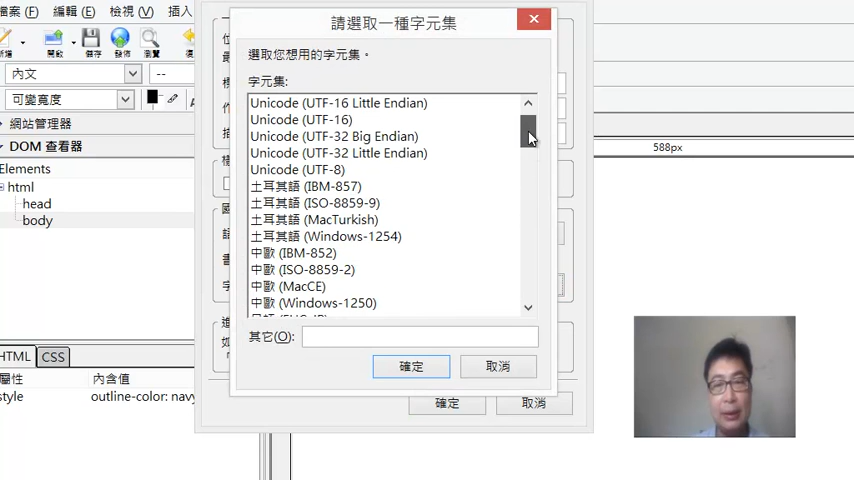 檔案 (F) 編輯 (E) 檢視 (V) 插入
開啟 儲存 發佈 瀏覽
內文
--
可變寬度
網站管理器
DOM 查看器
Elements
html
head
body
HTML CSS
屬性 內含值
style outline-color: navy
請選取一種字元集
選取您想用的字元集。
字元集:
Unicode (UTF-16 Little Endian)
Unicode (UTF-16)
Unicode (UTF-32 Big Endian)
Unicode (UTF-32 Little Endian)
Unicode (UTF-8)
土耳其語 (IBM-857)
土耳其語 (ISO-8859-9)
土耳其語 (MacTurkish)
土耳其語 (Windows-1254)
中歐 (IBM-852)
中歐 (ISO-8859-2)
中歐 (MacCE)
中歐 (Windows-1250)
其它(O):
確定 取消
確定 取消
588px